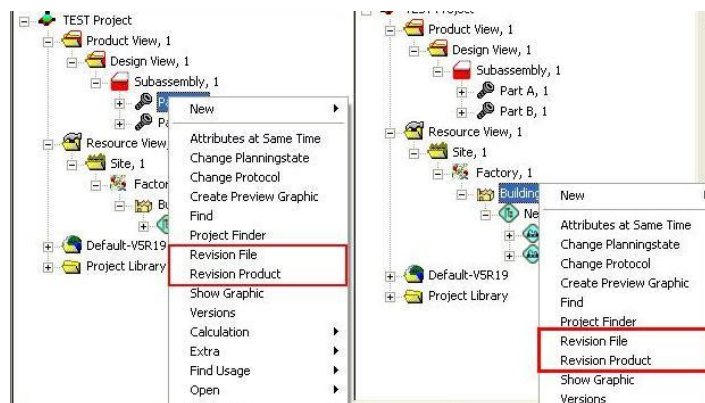 TEST Project
Product View, 1
Design View, 1
Subassembly, 1
Resource View,
Site, 1
Factor
Default-V5R19
Project Library
New
Attributes at Same Time
Change Planningstate
Change Protocol
Create Preview Graphic
Find
Project Finder
Revision File
Revision Product
Show Graphic
Versions
Calculation
Extra
Find Usage
Open
Product View, 1
Design View, 1
Subassembly, 1
Part A, 1
Part B, 1
Resource View, 1
Site, 1
Factory, 1
Building
Ne
Default-V5R19
Project Library
New
Attributes at Same Time
Change Planningstate
Change Protocol
Create Preview Graphic
Find
Project Finder
Revision File
Revision Product
Show Graphic
Versions